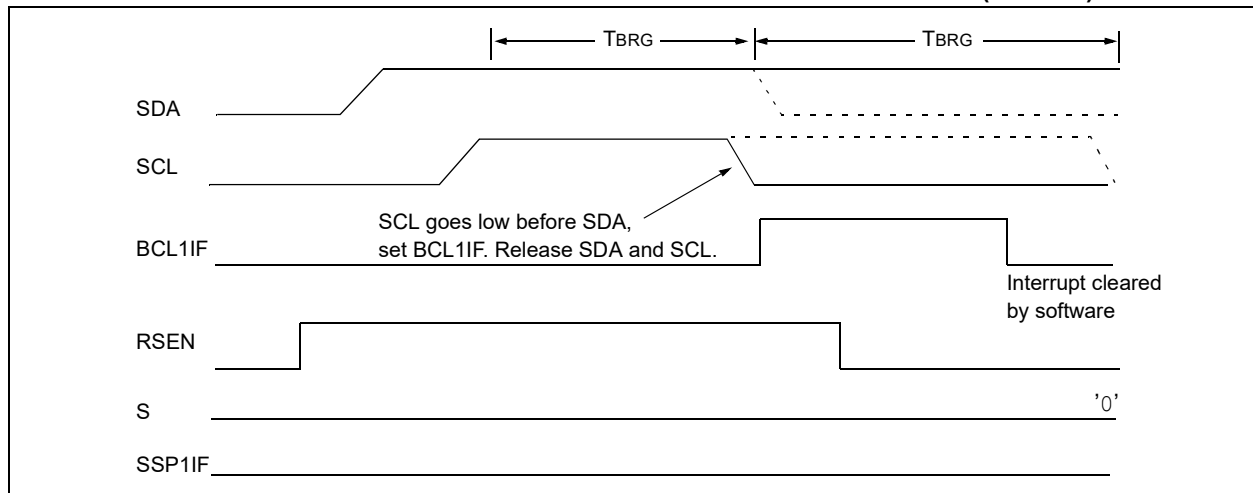 TBRG TBRG
SDA
SCL
SCL goes low before SDA,
set BCL1IF. Release SDA and SCL.
BCL1IF
Interrupt cleared
by software
RSEN
S
'0'
SSP1IF